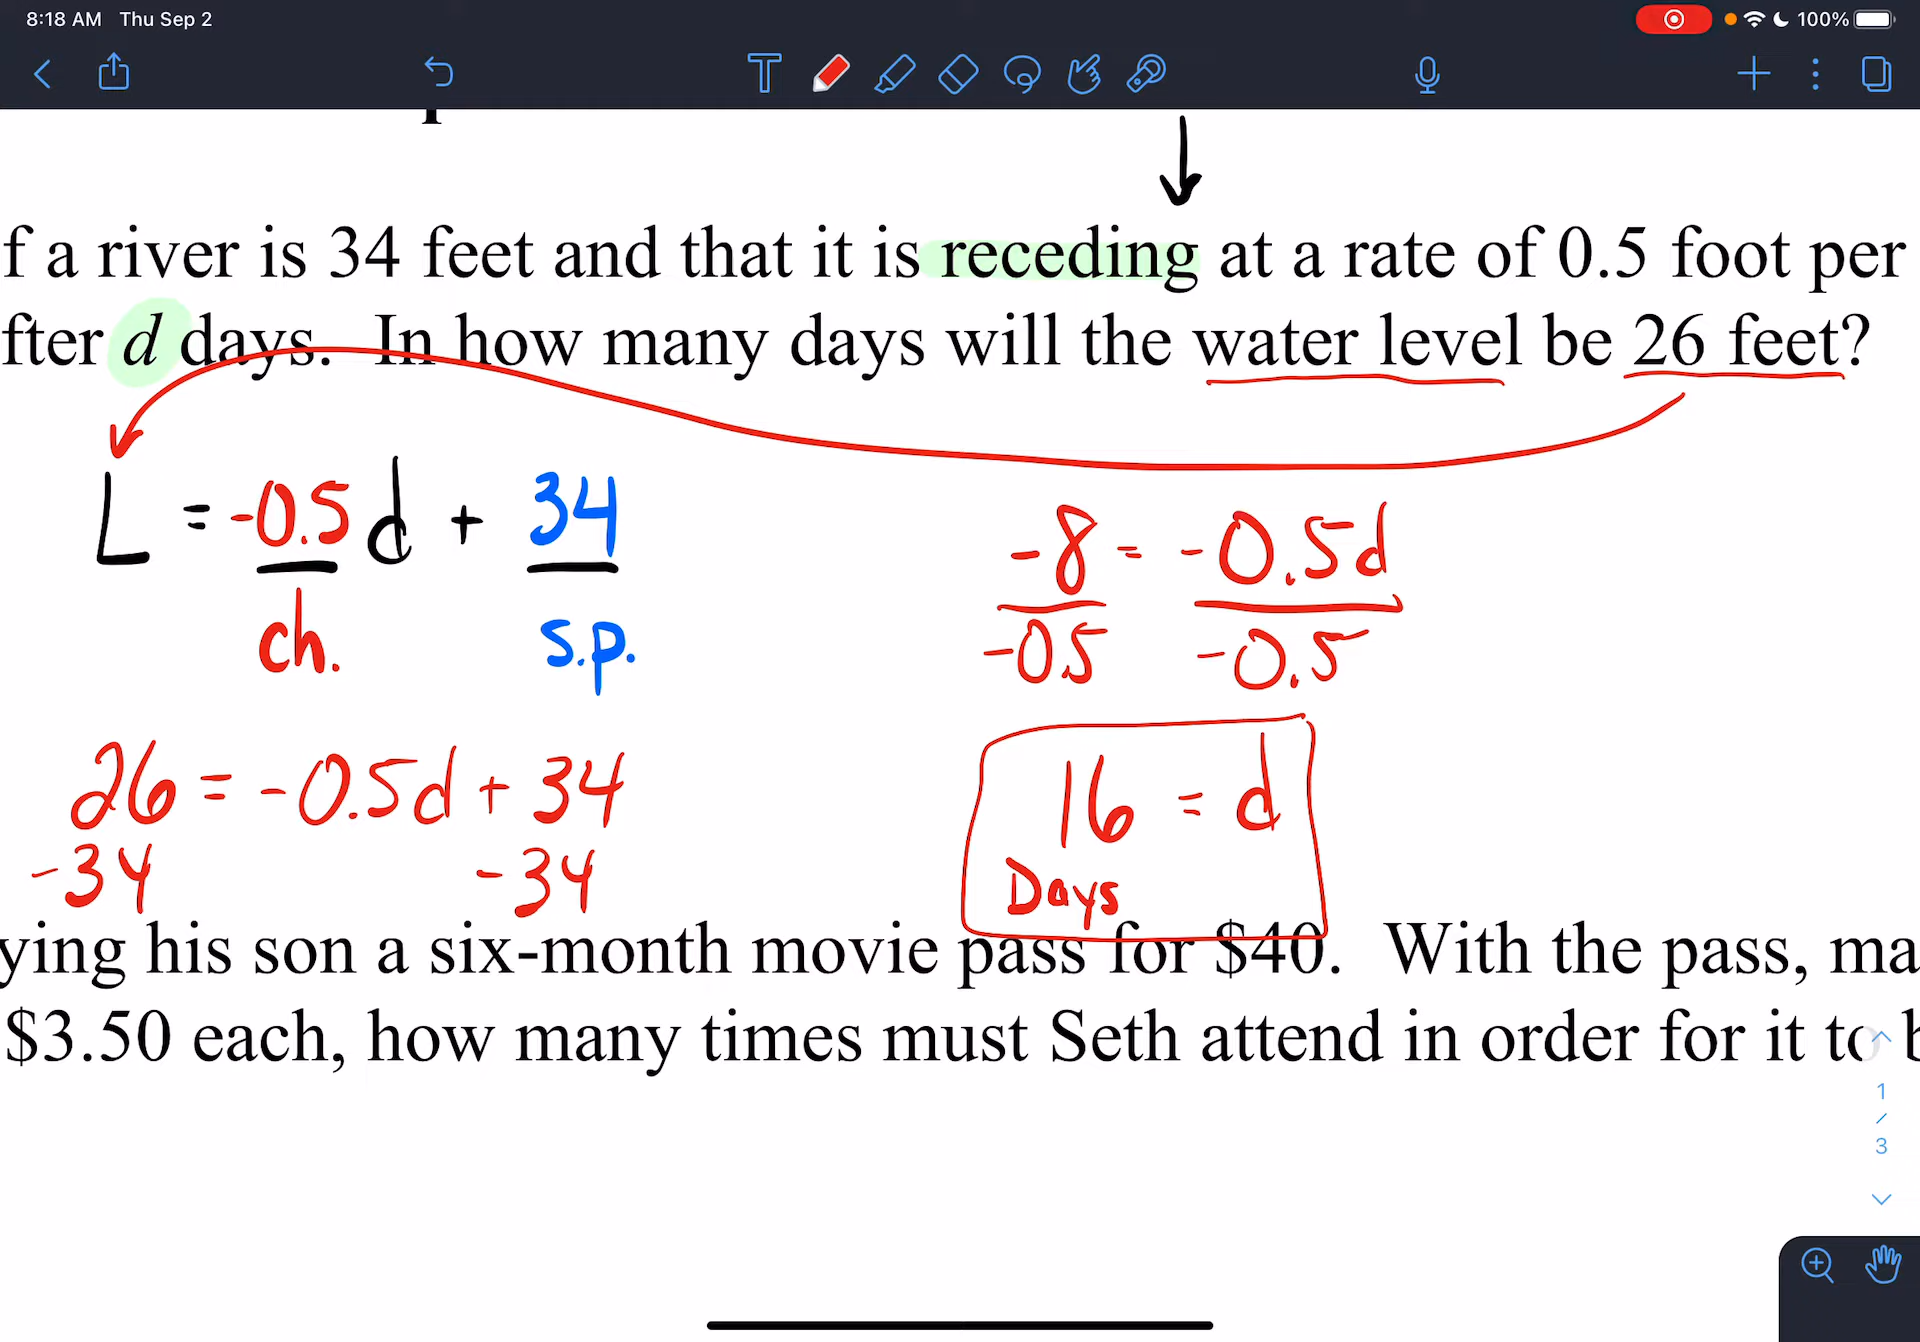 8:18 AM Thu Sep 2
100%
f a river is 34 feet and that it is receding at a rate of 0.5 foot per
fter d days. In how many days will the water level be 26 feet?
L = -0.5d + 34
ch. s.p.
26 = -0.5d + 34
-34 -34
-8 = -0.5d
-0.5 -0.5
16 = d
Days
ying his son a six-month movie pass for $40. With the pass, ma
$3.50 each, how many times must Seth attend in order for it to b
1
/
3